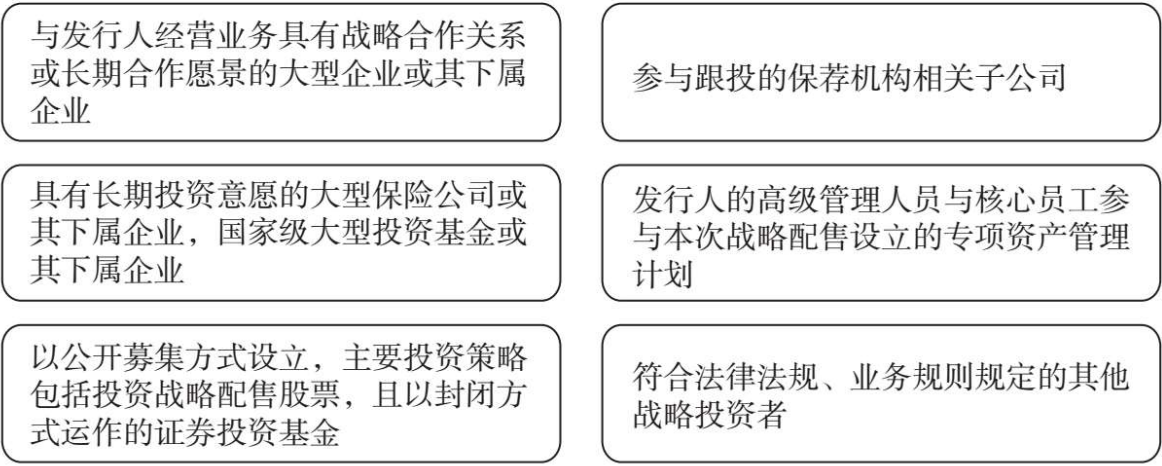 与发行人经营业务具有战略合作关系
或长期合作愿景的大型企业或其下属
企业
参与跟投的保荐机构相关子公司
具有长期投资意愿的大型保险公司或
其下属企业，国家级大型投资基金或
其下属企业
发行人的高级管理人员与核心员工参
与本次战略配售设立的专项资产管理
计划
以公开募集方式设立，主要投资策略
包括投资战略配售股票，且以封闭方
式运作的证券投资基金
符合法律法规、业务规则规定的其他
战略投资者